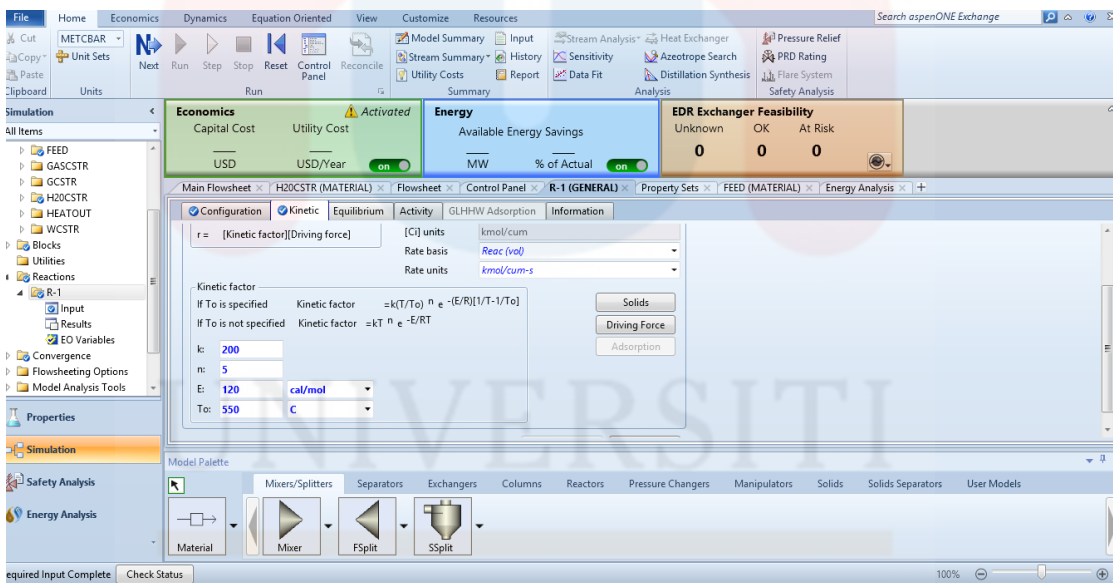 File Home Economics Dynamics Equation Oriented View Customize Resources Search aspenONE Exchange
Cut METCBAR Model Summary Input Stream Analysis Heat Exchanger Pressure Relief
Copy Unit Sets Next Run Step Stop Reset Control Panel Reconcile Stream Summary History Sensitivity Azeotrope Search PRD Rating
Paste Utility Costs Report Data Fit Distillation Synthesis Flare System
Clipboard Units Run Summary Analysis Safety Analysis
Simulation
All Items
FEED
GASCSTR
GCSTR
H20CSTR
HEATOUT
WCSTR
Blocks
Utilities
Reactions
R-1
Input
Results
EO Variables
Convergence
Flowsheeting Options
Model Analysis Tools
Properties
Simulation
Safety Analysis
Energy Analysis
Economics Activated
Capital Cost Utility Cost
USD USD/Year on
Energy
Available Energy Savings
MW % of Actual on
EDR Exchanger Feasibility
Unknown OK At Risk
0 0 0
Main Flowsheet H20CSTR (MATERIAL) Flowsheet Control Panel R-1 (GENERAL) Property Sets FEED (MATERIAL) Energy Analysis +
Configuration Kinetic Equilibrium Activity GLHHW Adsorption Information
r = [Kinetic factor][Driving force] [Ci] units kmol/cum
Rate basis Reac (vol)
Rate units kmol/cum-s
Kinetic factor
If To is specified Kinetic factor =k(T/To) n e -(E/R)[1/T-1/To]
If To is not specified Kinetic factor =kT n e -E/RT
k: 200
n: 5
E: 120 cal/mol
To: 550 C
Solids
Driving Force
Adsorption
UNIVERSITI
Model Palette
Mixers/Splitters Separators Exchangers Columns Reactors Pressure Changers Manipulators Solids Solids Separators User Models
Material Mixer FSplit SSplit
equired Input Complete Check Status 100%